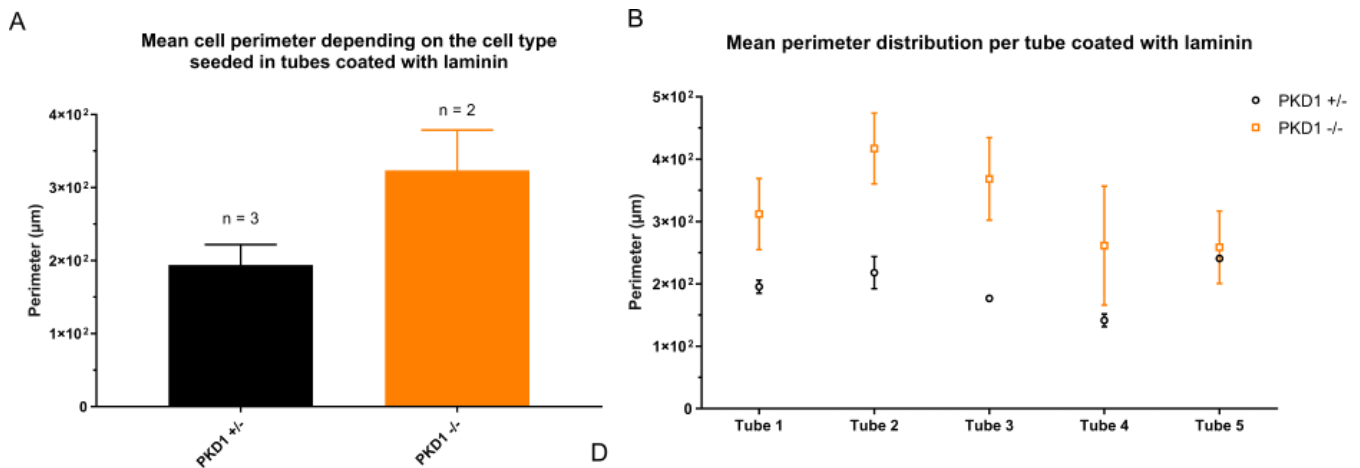 A
Mean cell perimeter depending on the cell type
seeded in tubes coated with laminin
Perimeter (µm)
4×10²
3×10²
2×10²
1×10²
0
n = 3
n = 2
PKD1 +/-
PKD1 -/-
D
B
Mean perimeter distribution per tube coated with laminin
Perimeter (µm)
5×10²
4×10²
3×10²
2×10²
1×10²
0
Tube 1
Tube 2
Tube 3
Tube 4
Tube 5
PKD1 +/-
PKD1 -/-